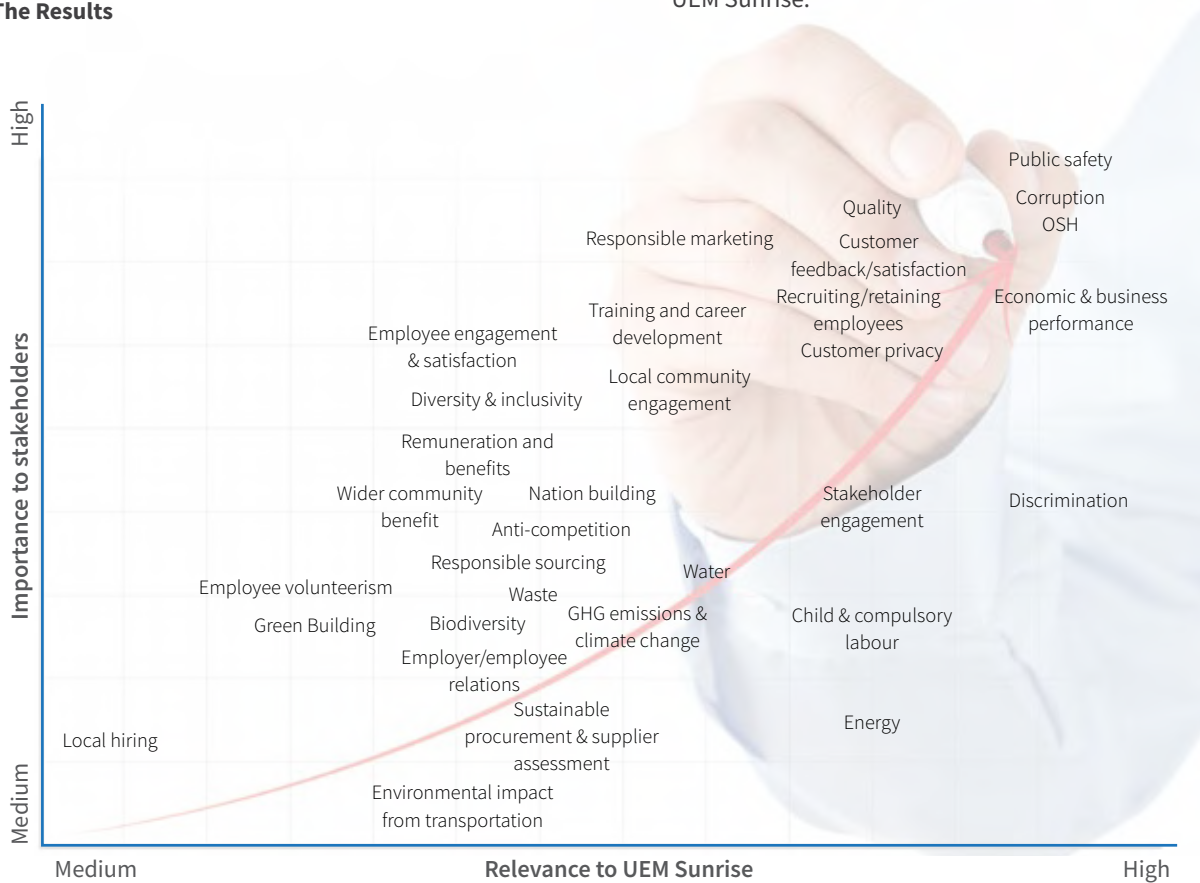 The Results
UEM Sunrise.
High
Public safety
Corruption
OSH
Quality
Responsible marketing
Customer
feedback/satisfaction
Recruiting/retaining
employees
Customer privacy
Economic & business
performance
Training and career
development
Employee engagement
& satisfaction
Local community
engagement
Diversity & inclusivity
Remuneration and
benefits
Wider community
benefit
Nation building
Stakeholder
engagement
Discrimination
Anti-competition
Responsible sourcing
Water
Employee volunteerism
Waste
GHG emissions &
climate change
Child & compulsory
labour
Green Building
Biodiversity
Employer/employee
relations
Sustainable
procurement & supplier
assessment
Energy
Local hiring
Environmental impact
from transportation
Importance to stakeholders
Medium
Medium
Relevance to UEM Sunrise
High